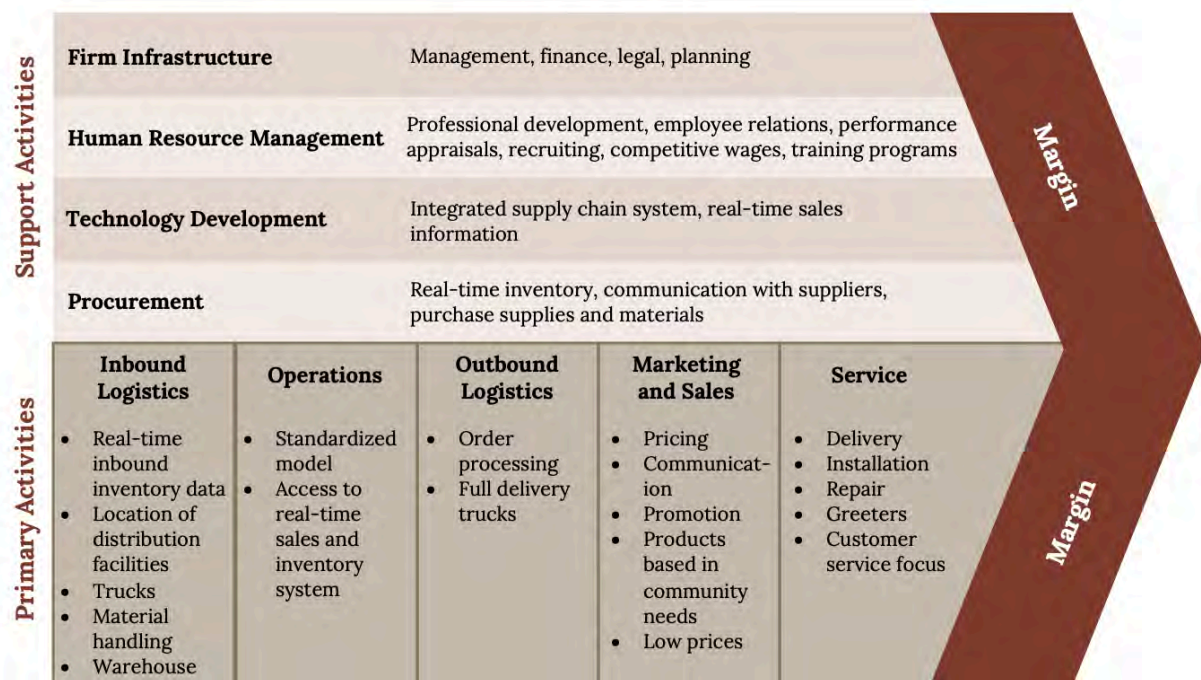 Support Activities
Firm Infrastructure
Management, finance, legal, planning
Human Resource Management
Professional development, employee relations, performance
appraisals, recruiting, competitive wages, training programs
Technology Development
Integrated supply chain system, real-time sales
information
Procurement
Real-time inventory, communication with suppliers,
purchase supplies and materials
Margin
Primary Activities
Inbound
Logistics
• Real-time
inbound
inventory data
• Location of
distribution
facilities
• Trucks
• Material
handling
• Warehouse
Operations
• Standardized
model
• Access to
real-time
sales and
inventory
system
Outbound
Logistics
• Order
processing
• Full delivery
trucks
Marketing
and Sales
• Pricing
• Communicat-
ion
• Promotion
• Products
based in
community
needs
• Low prices
Service
• Delivery
• Installation
• Repair
• Greeters
• Customer
service focus
Margin